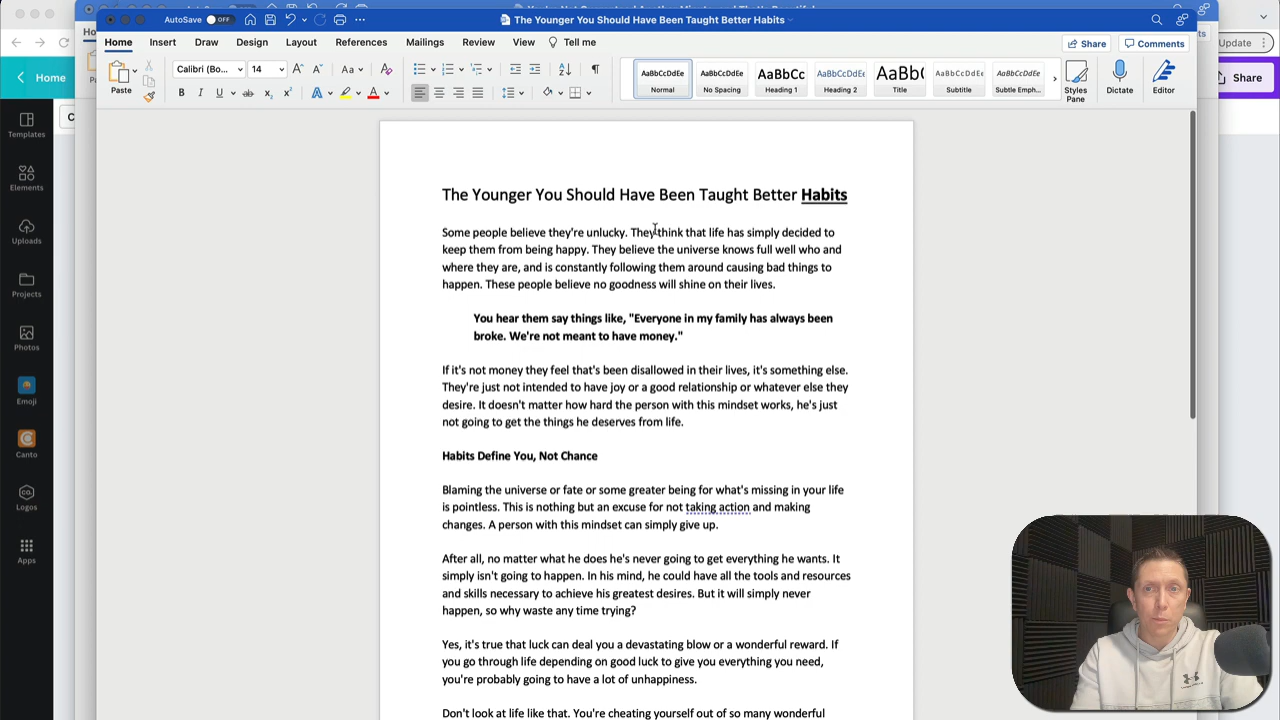 AutoSave OFF
The Younger You Should Have Been Taught Better Habits
Home Insert Draw Design Layout References Mailings Review View Tell me
Share Comments
Update
Home
Share
Paste
Calibri (Bo... 14
Aa
B I U ab x₂ x² A A
AaBbCcDdEe AaBbCcDdEe AaBbCc AaBbCcDdEe AaBb( AaBbCcDdEe AaBbCcDdEe
Normal No Spacing Heading 1 Heading 2 Title Subtitle Subtle Emph...
Styles Pane
Dictate
Editor
Templates
Elements
Uploads
Projects
Photos
Emoji
Canto
CO.
Logos
Apps
The Younger You Should Have Been Taught Better Habits
Some people believe they're unlucky. They think that life has simply decided to
keep them from being happy. They believe the universe knows full well who and
where they are, and is constantly following them around causing bad things to
happen. These people believe no goodness will shine on their lives.
You hear them say things like, "Everyone in my family has always been
broke. We're not meant to have money."
If it's not money they feel that's been disallowed in their lives, it's something else.
They're just not intended to have joy or a good relationship or whatever else they
desire. It doesn't matter how hard the person with this mindset works, he's just
not going to get the things he deserves from life.
Habits Define You, Not Chance
Blaming the universe or fate or some greater being for what's missing in your life
is pointless. This is nothing but an excuse for not taking action and making
changes. A person with this mindset can simply give up.
After all, no matter what he does he's never going to get everything he wants. It
simply isn't going to happen. In his mind, he could have all the tools and resources
and skills necessary to achieve his greatest desires. But it will simply never
happen, so why waste any time trying?
Yes, it's true that luck can deal you a devastating blow or a wonderful reward. If
you go through life depending on good luck to give you everything you need,
you're probably going to have a lot of unhappiness.
Don't look at life like that. You're cheating yourself out of so many wonderful